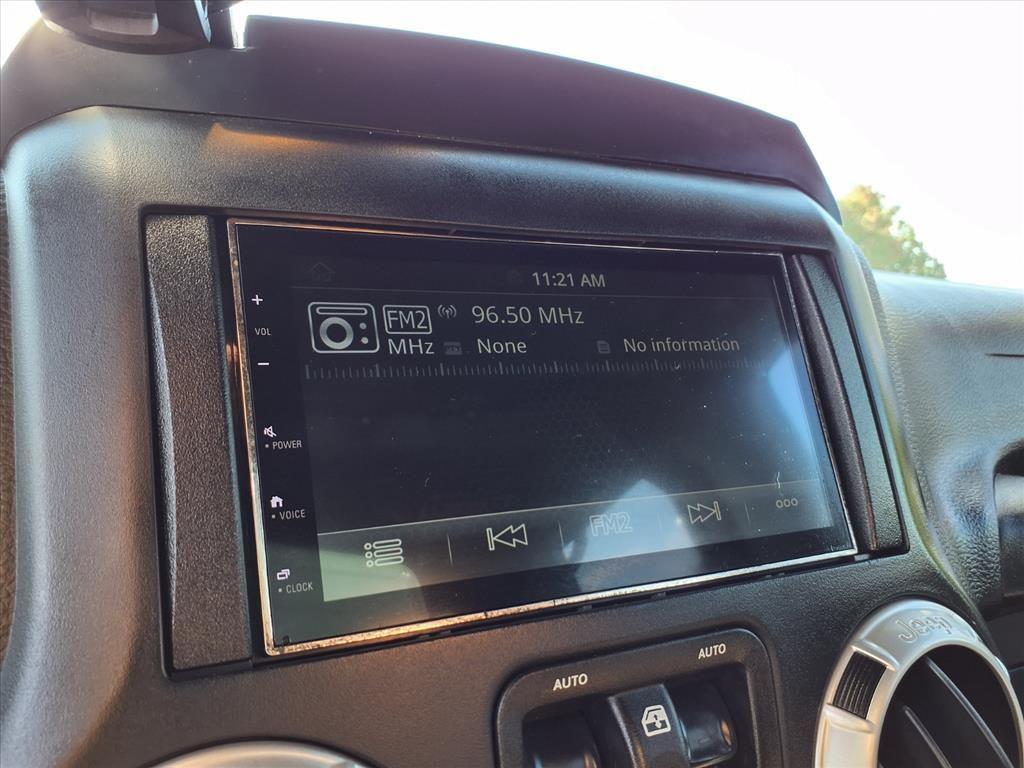 11:21 AM
+
VOL
−
FM2
96.50 MHz
MHz
None
No information
POWER
VOICE
CLOCK
FM2
AUTO
AUTO
Jeep